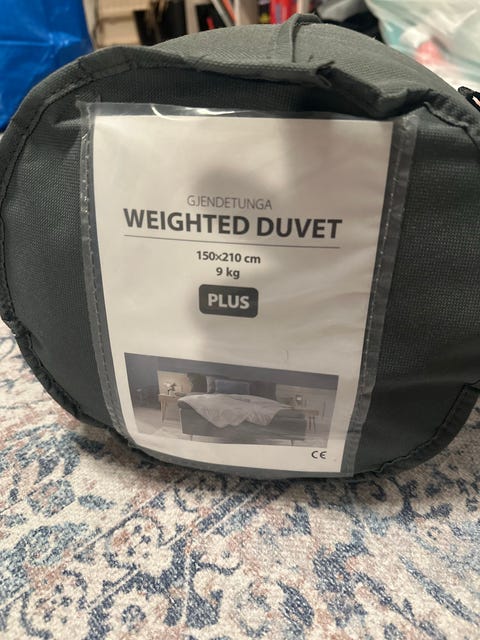 GJENDETUNGA
WEIGHTED DUVET
150×210 cm
9 kg
PLUS
CE